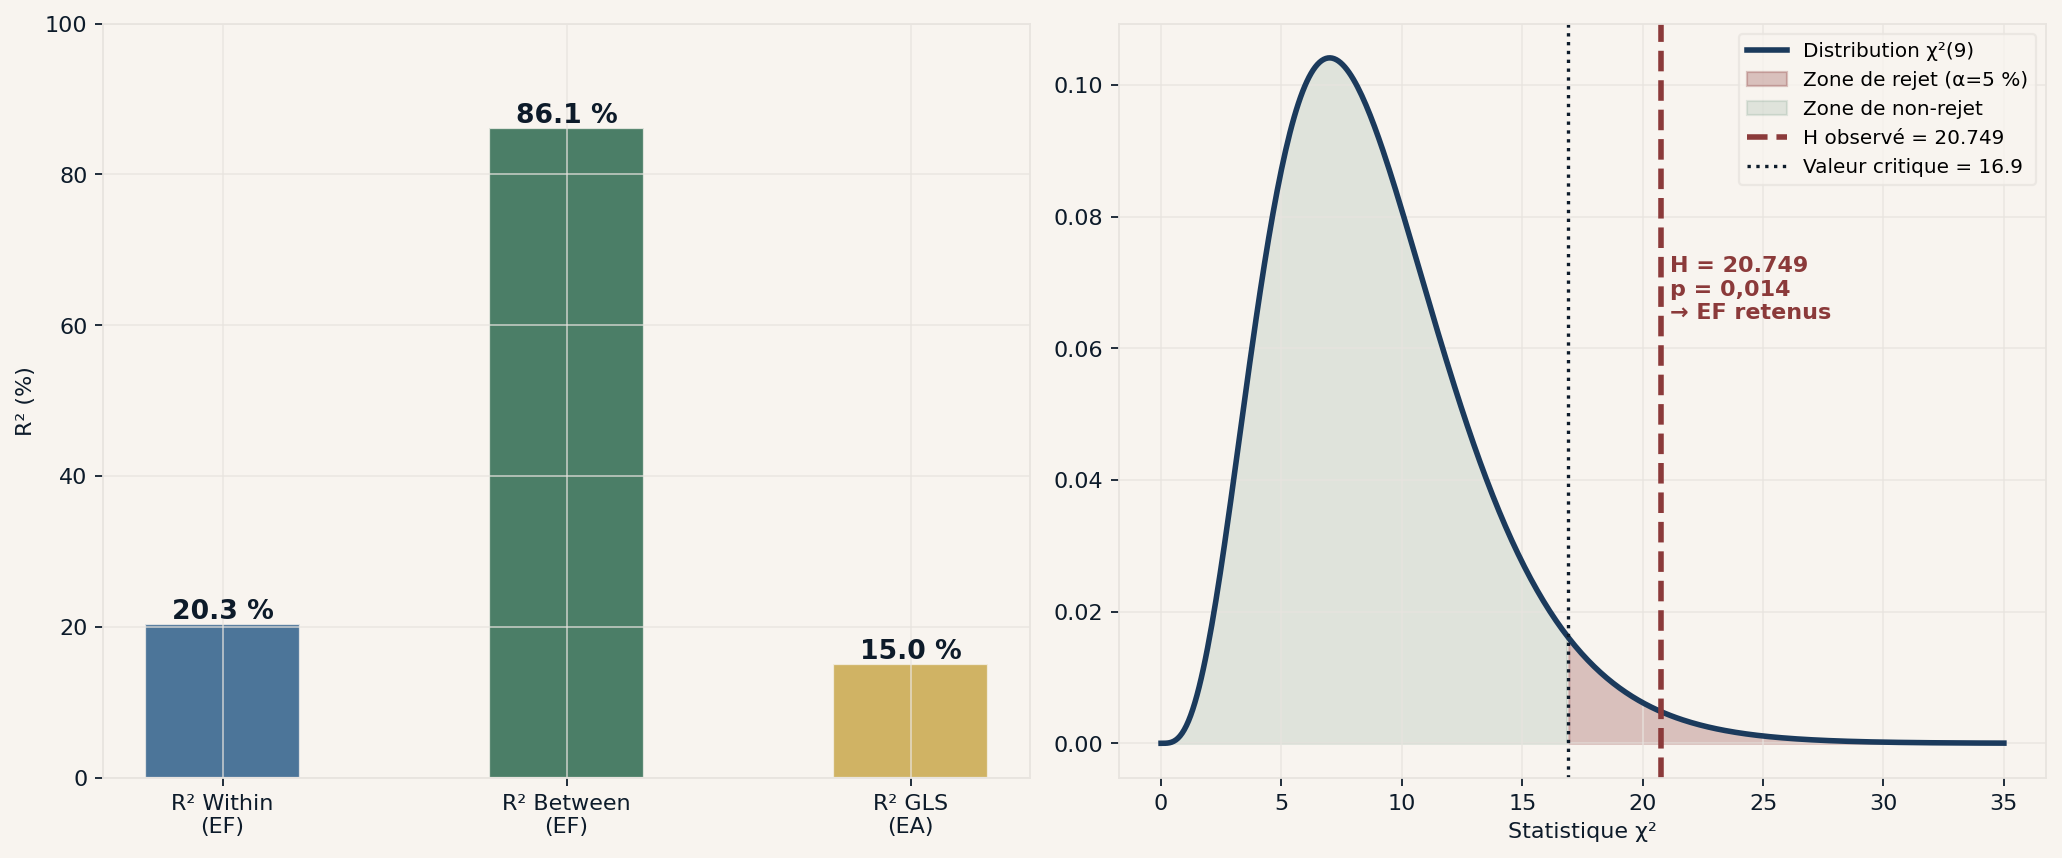 100
80
60
40
20
0
R² (%)
86.1 %
20.3 %
15.0 %
R² Within
(EF)
R² Between
(EF)
R² GLS
(EA)
0.10
0.08
0.06
0.04
0.02
0.00
Distribution χ²(9)
Zone de rejet (α=5 %)
Zone de non-rejet
H observé = 20.749
Valeur critique = 16.9
H = 20.749
p = 0,014
→ EF retenus
0 5 10 15 20 25 30 35
Statistique χ²